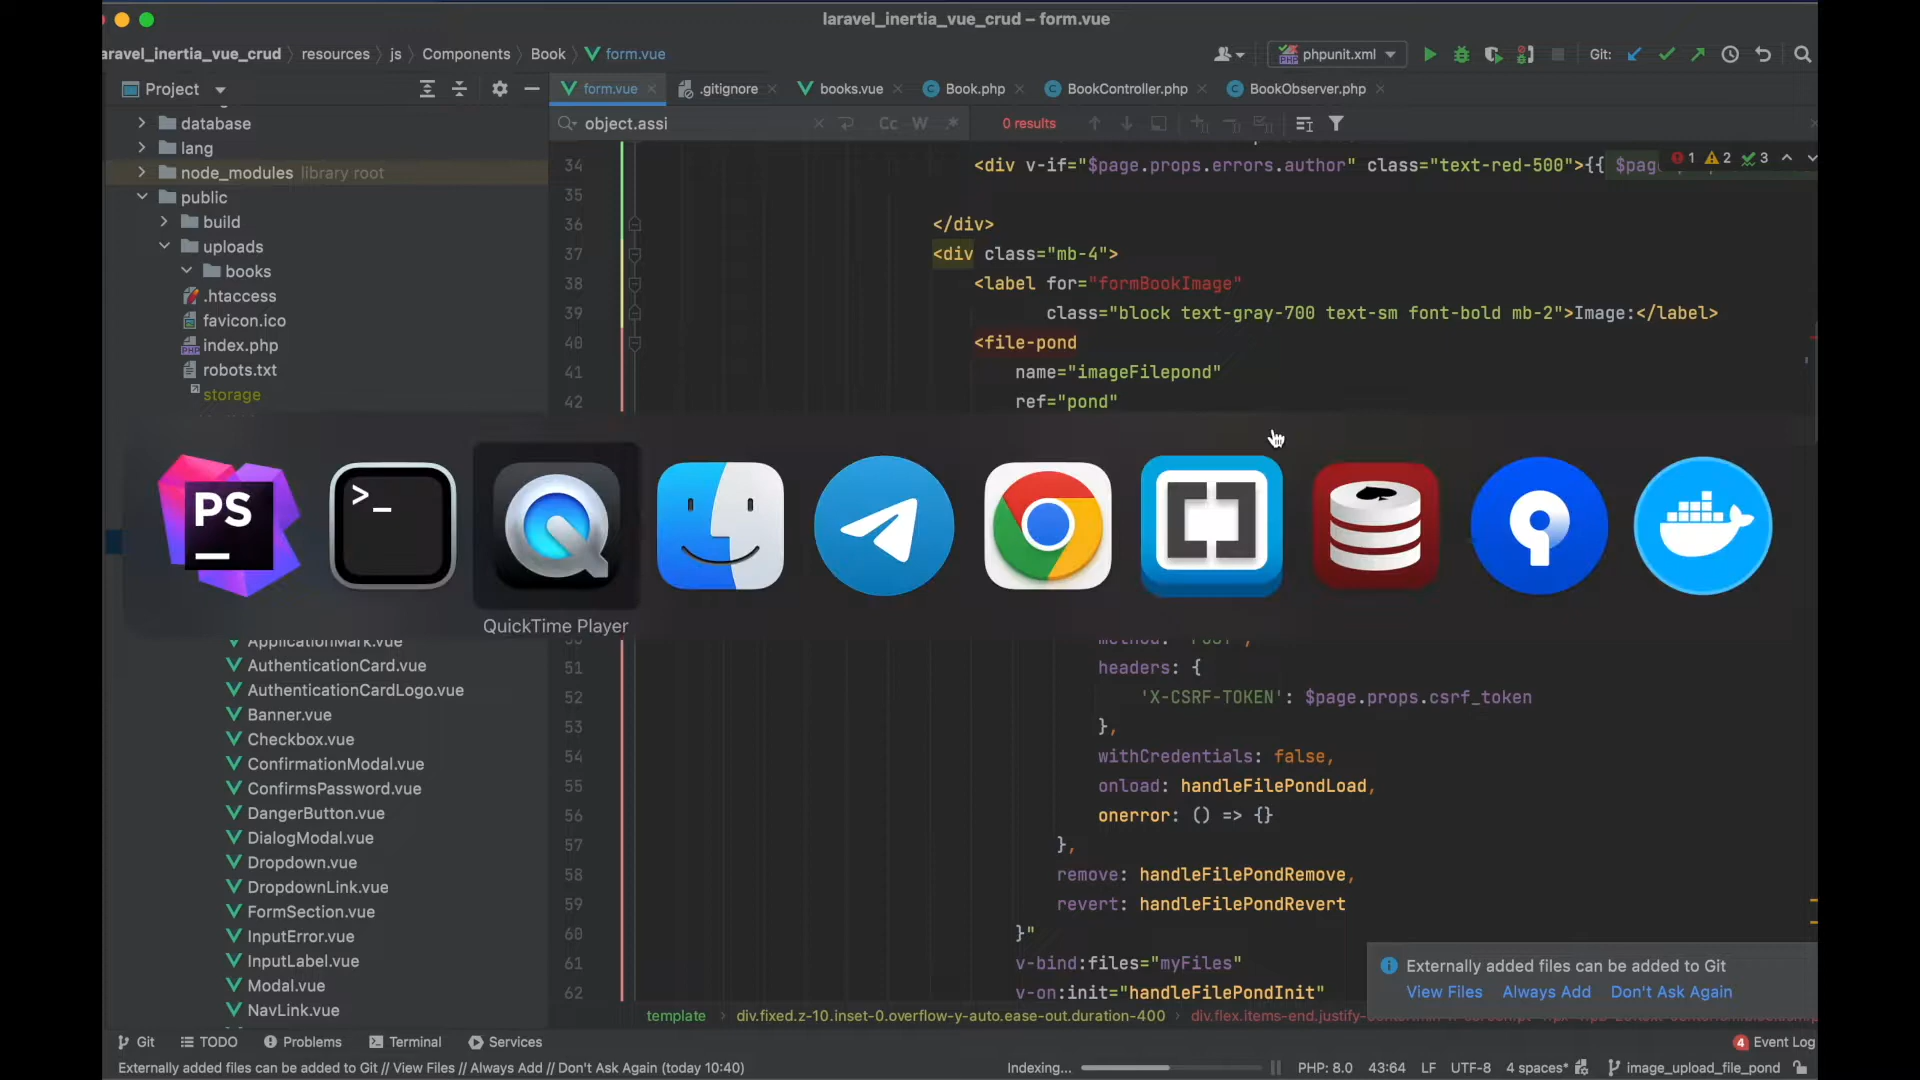 laravel_inertia_vue_crud – form.vue
aravel_inertia_vue_crud resources js Components Book form.vue
phpunit.xml
Git:
Project
form.vue
.gitignore
books.vue
Book.php
BookController.php
BookObserver.php
object.assi
Cc W .*
0 results
database
lang
node_modules library root
public
build
uploads
books
.htaccess
favicon.ico
index.php
robots.txt
storage
34 <div v-if="$page.props.errors.author" class="text-red-500">{{ $pag
1 2 3
35
36 </div>
37 <div class="mb-4">
38 <label for="formBookImage"
39 class="block text-gray-700 text-sm font-bold mb-2">Image:</label>
40 <file-pond
41 name="imageFilepond"
42 ref="pond"
PS
>_
QuickTime Player
ApplicationMark.vue
AuthenticationCard.vue
AuthenticationCardLogo.vue
Banner.vue
Checkbox.vue
ConfirmationModal.vue
ConfirmsPassword.vue
DangerButton.vue
DialogModal.vue
Dropdown.vue
DropdownLink.vue
FormSection.vue
InputError.vue
InputLabel.vue
Modal.vue
NavLink.vue
51 headers: {
52 'X-CSRF-TOKEN': $page.props.csrf_token
53 },
54 withCredentials: false,
55 onload: handleFilePondLoad,
56 onerror: () => {}
57 },
58 remove: handleFilePondRemove,
59 revert: handleFilePondRevert
60 }"
61 v-bind:files="myFiles"
62 v-on:init="handleFilePondInit"
Externally added files can be added to Git
View Files Always Add Don't Ask Again
template div.fixed.z-10.inset-0.overflow-y-auto.ease-out.duration-400
Git TODO Problems Terminal Services
4 Event Log
Externally added files can be added to Git // View Files // Always Add // Don't Ask Again (today 10:40)
Indexing...
PHP: 8.0 43:64 LF UTF-8 4 spaces* image_upload_file_pond